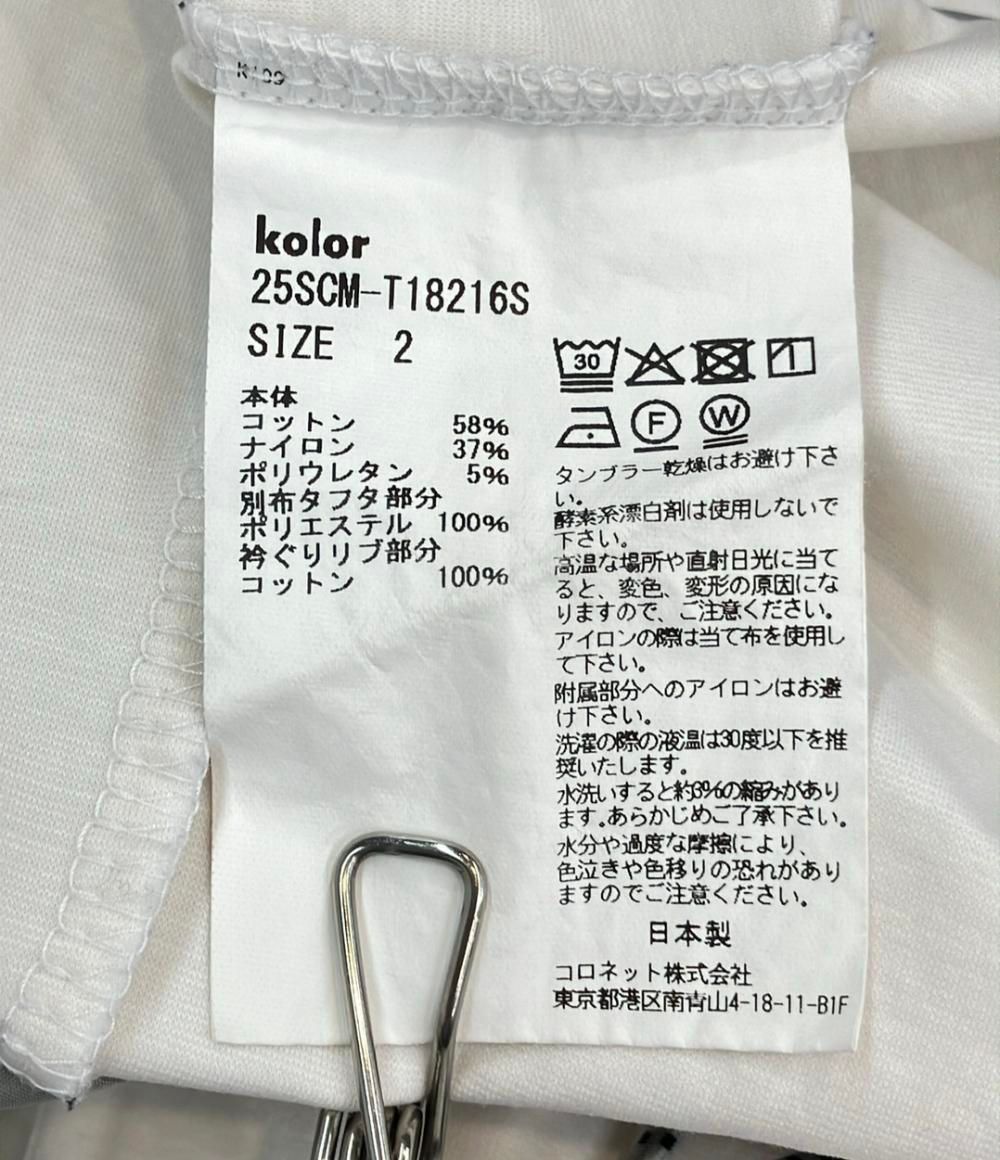 kolor
25SCM-T18216S
SIZE 2
本体
コットン 58%
ナイロン 37%
ポリウレタン 5%
別布タフタ部分
ポリエステル 100%
衿ぐりリブ部分
コットン 100%
30
F W
タンブラー乾燥はお避け下さ
い。
酵素系漂白剤は使用しないで
下さい。
高温な場所や直射日光に当て
ると、変色、変形の原因にな
りますので、ご注意ください。
アイロンの際は当て布を使用し
て下さい。
附属部分へのアイロンはお避
け下さい。
洗濯の際の液温は30度以下を推
奨いたします。
水洗いすると約3%の縮みがあり
ます。あらかじめご了承下さい。
水分や過度な摩擦により、
色泣きや色移りの恐れがあり
ますのでご注意ください。
日本製
コロネット株式会社
東京都港区南青山4-18-11-B1F